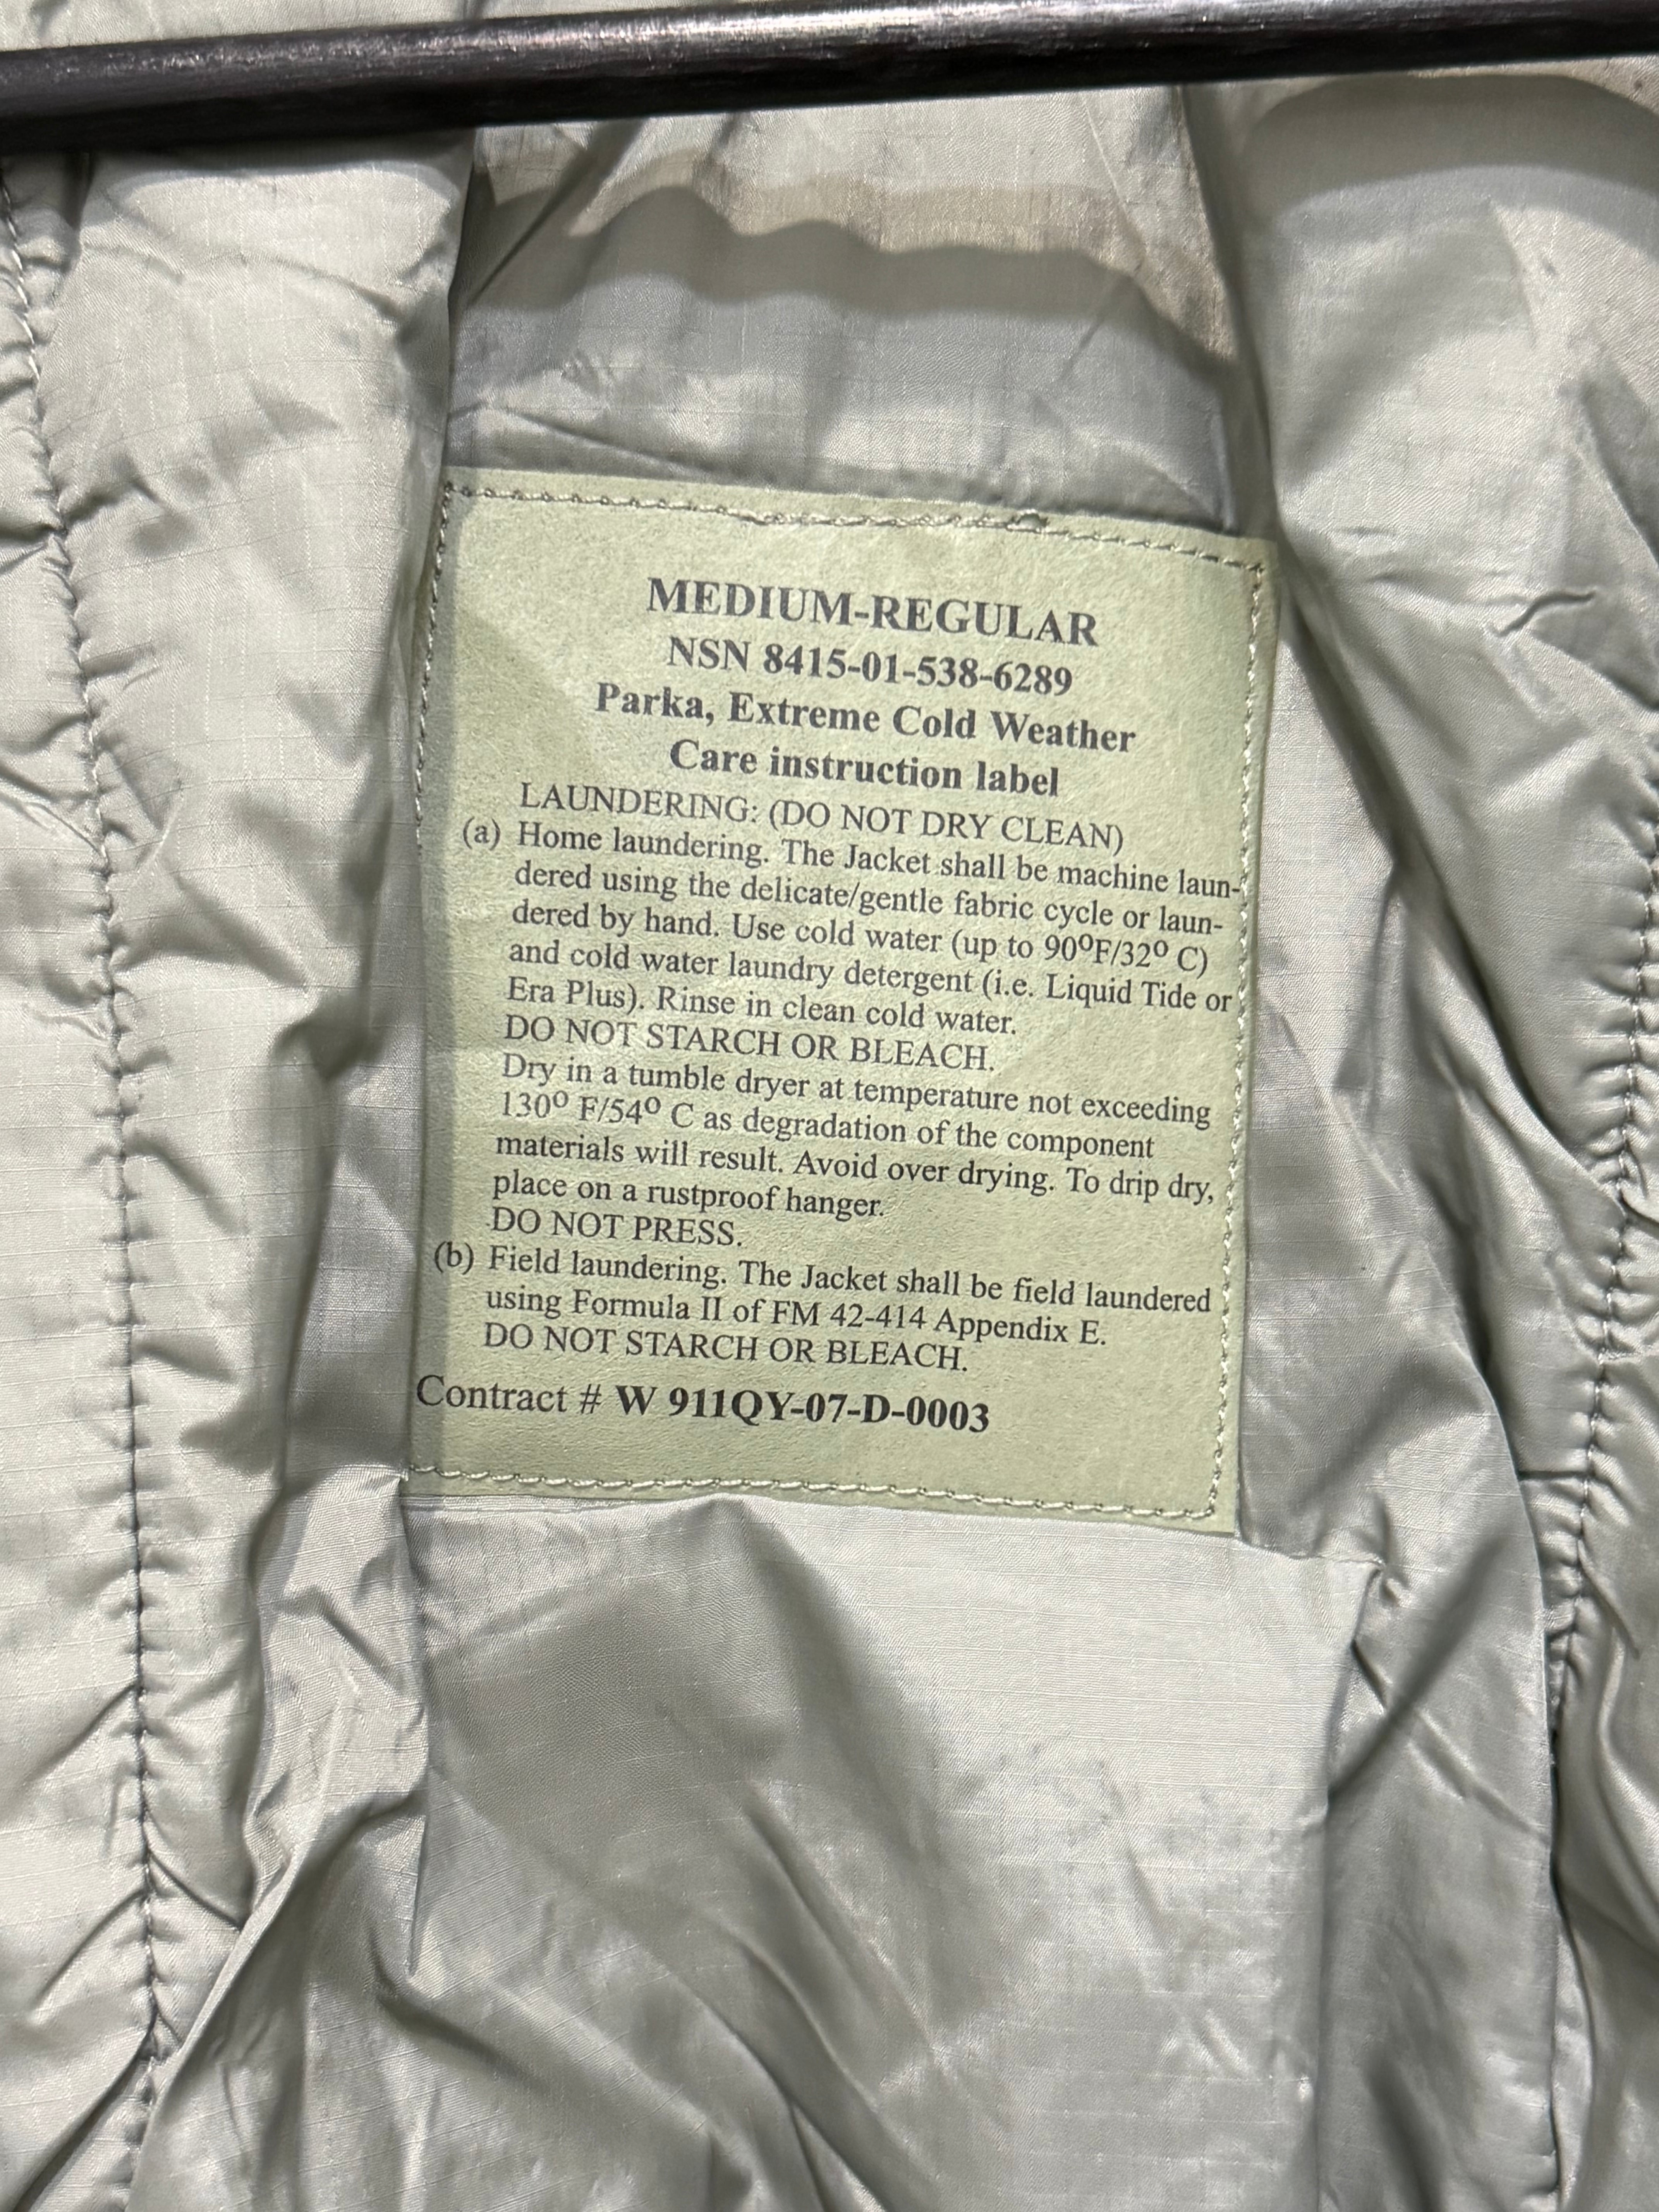 MEDIUM-REGULAR
NSN 8415-01-538-6289
Parka, Extreme Cold Weather
Care instruction label
LAUNDERING: (DO NOT DRY CLEAN)
(a) Home laundering. The Jacket shall be machine laun-
dered using the delicate/gentle fabric cycle or laun-
dered by hand. Use cold water (up to 90ºF/32º C)
and cold water laundry detergent (i.e. Liquid Tide or
Era Plus). Rinse in clean cold water.
DO NOT STARCH OR BLEACH.
Dry in a tumble dryer at temperature not exceeding
130º F/54º C as degradation of the component
materials will result. Avoid over drying. To drip dry,
place on a rustproof hanger.
DO NOT PRESS.
(b) Field laundering. The Jacket shall be field laundered
using Formula II of FM 42-414 Appendix E.
DO NOT STARCH OR BLEACH.
Contract # W 911QY-07-D-0003